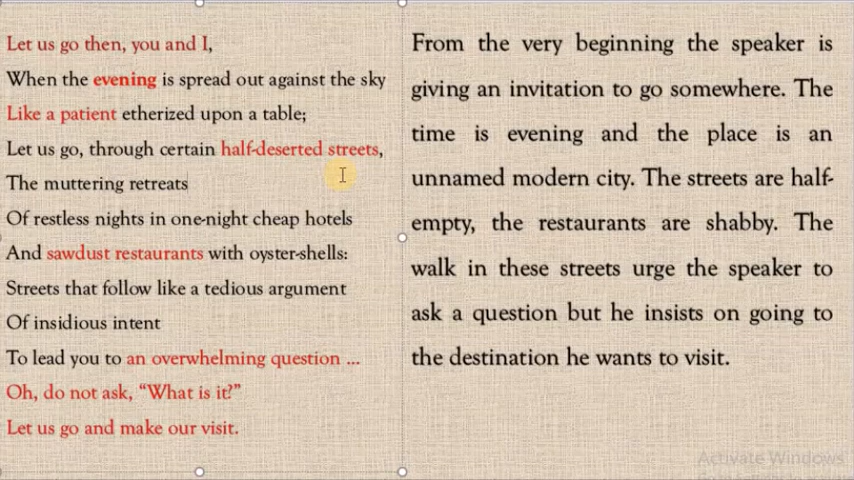 Let us go then, you and I,
When the evening is spread out against the sky
Like a patient etherized upon a table;
Let us go, through certain half-deserted streets,
The muttering retreats
Of restless nights in one-night cheap hotels
And sawdust restaurants with oyster-shells:
Streets that follow like a tedious argument
Of insidious intent
To lead you to an overwhelming question ...
Oh, do not ask, “What is it?”
Let us go and make our visit.
From the very beginning the speaker is
giving an invitation to go somewhere. The
time is evening and the place is an
unnamed modern city. The streets are half-
empty, the restaurants are shabby. The
walk in these streets urge the speaker to
ask a question but he insists on going to
the destination he wants to visit.
Activate Windows